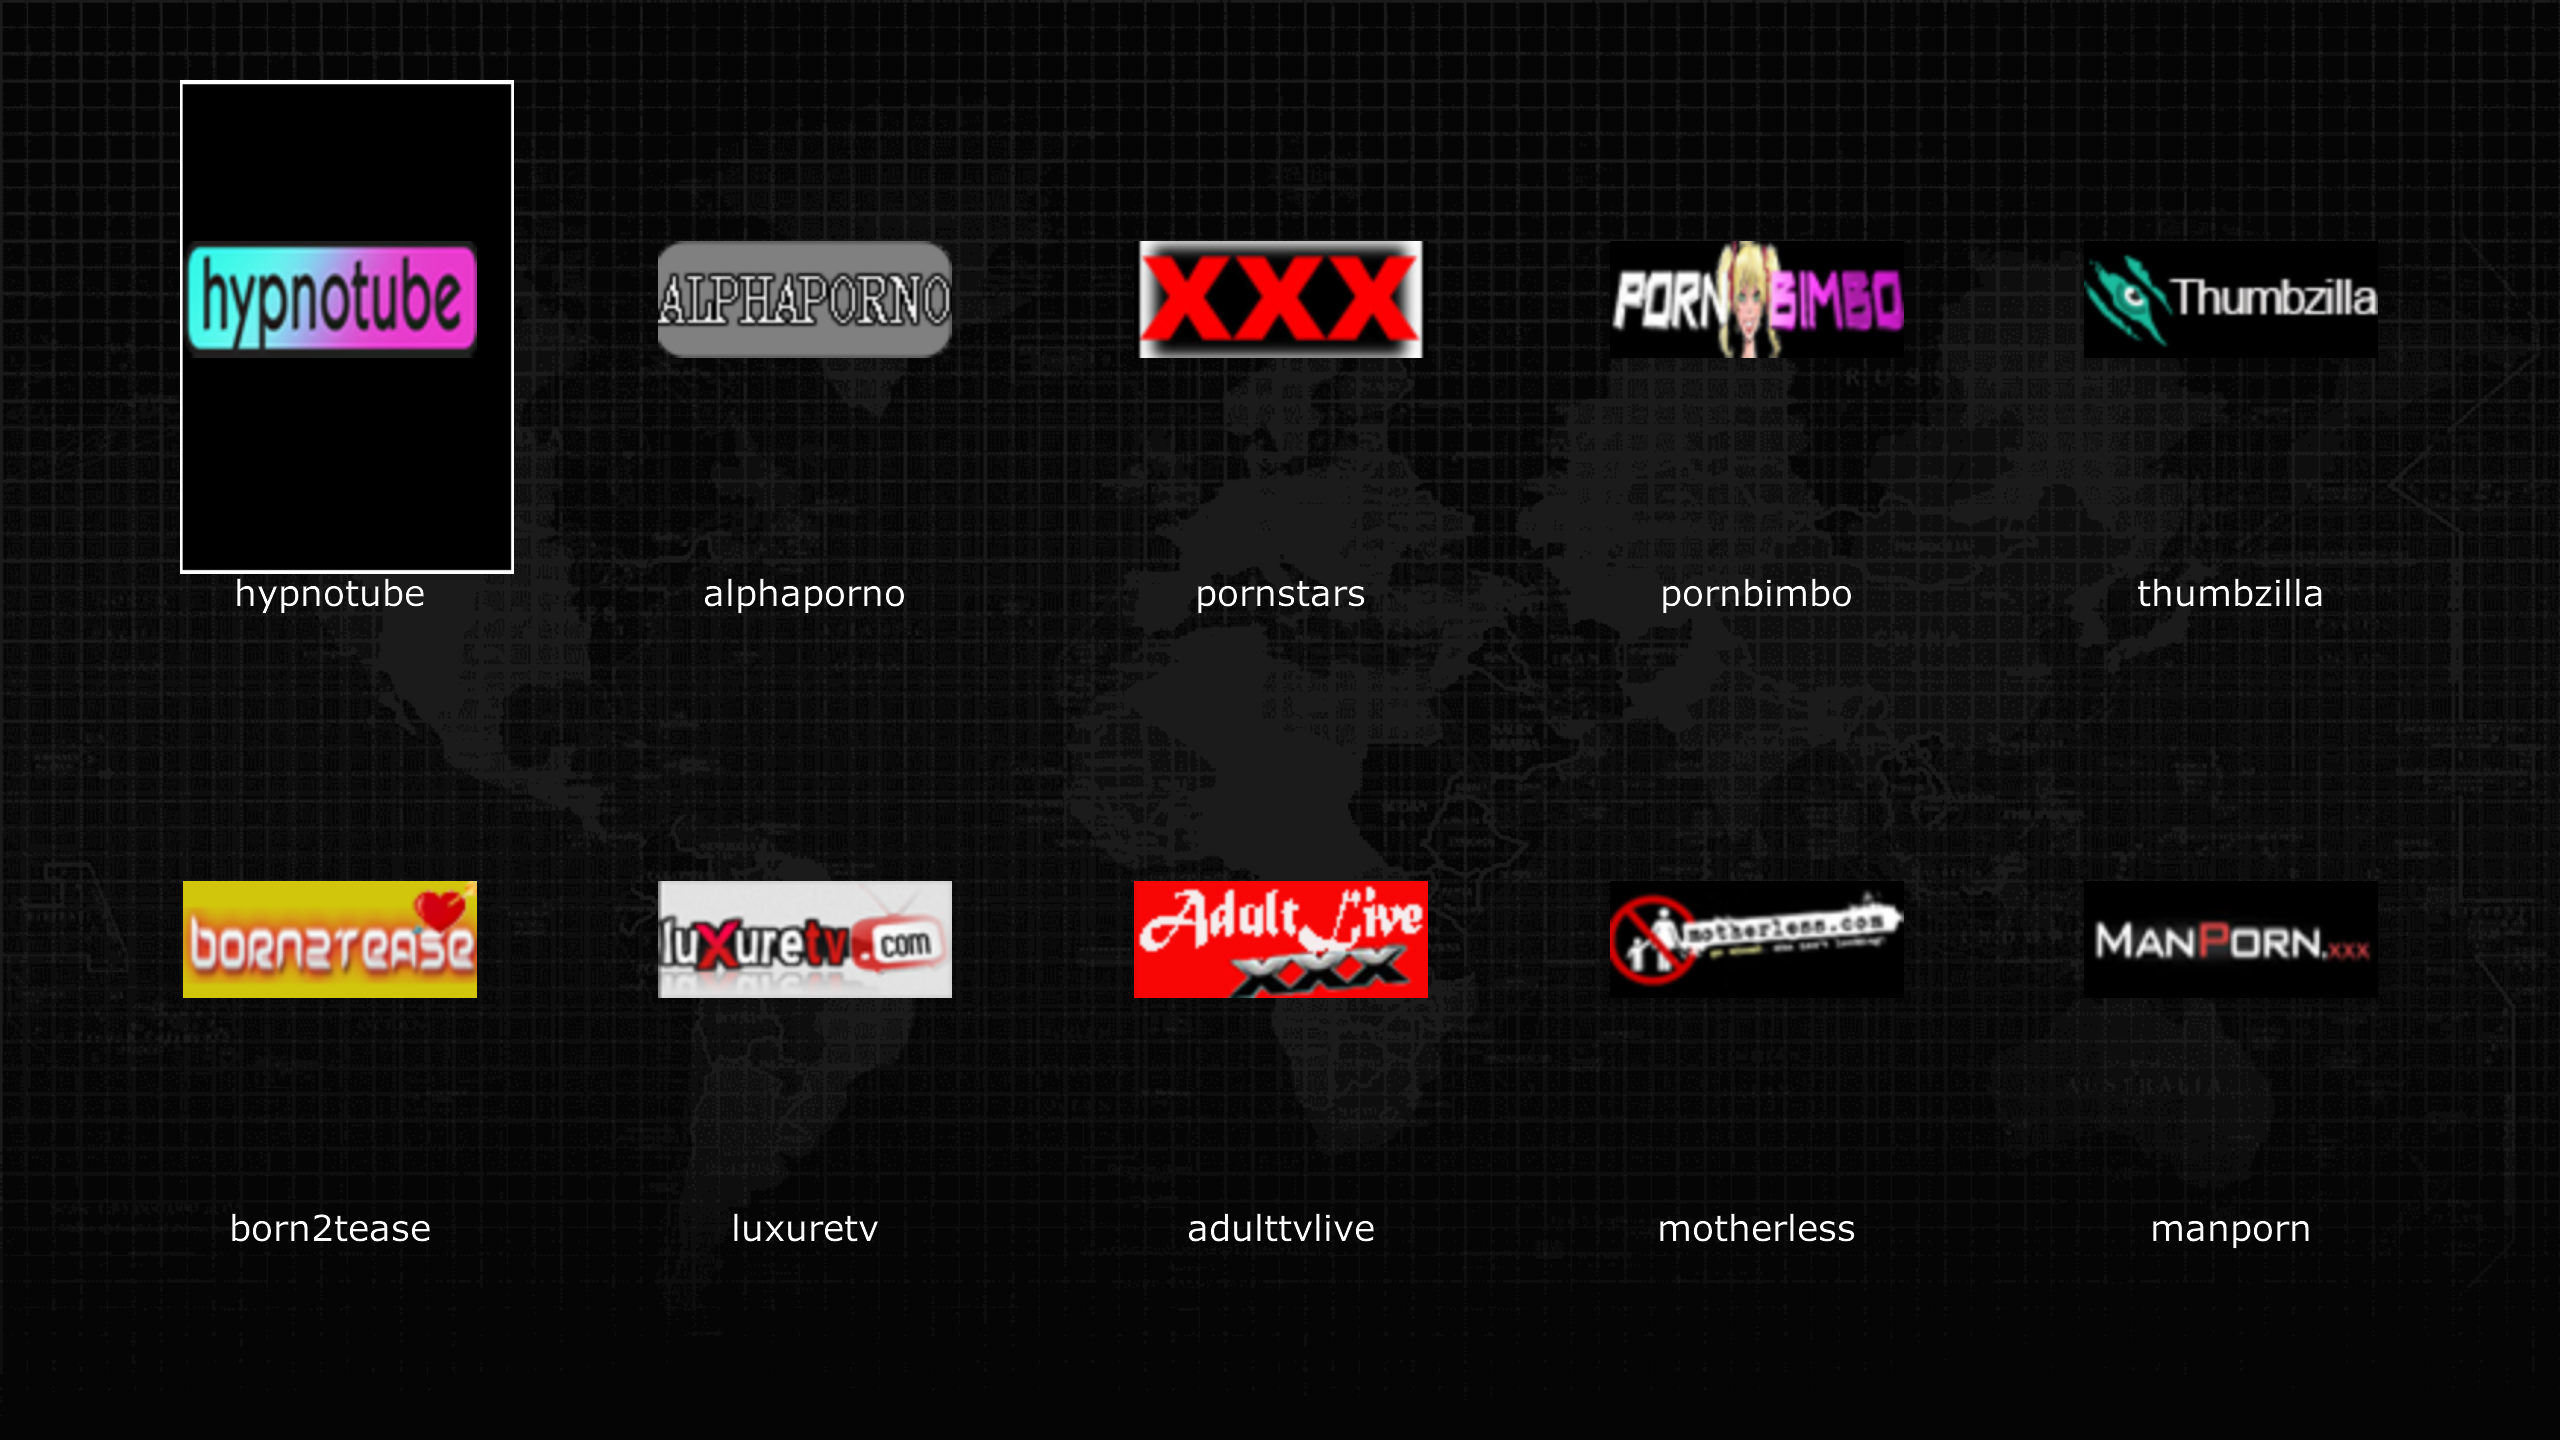 hypnotube
ALPHAPORNO
XXX
PORN BIMBO
Thumbzilla
hypnotube
alphaporno
pornstars
pornbimbo
thumbzilla
born2tease
luxuretv.com
Adult Live
XXX
motherless.com
MANPORN.XXX
born2tease
luxuretv
adulttvlive
motherless
manporn
AUSTRALIA